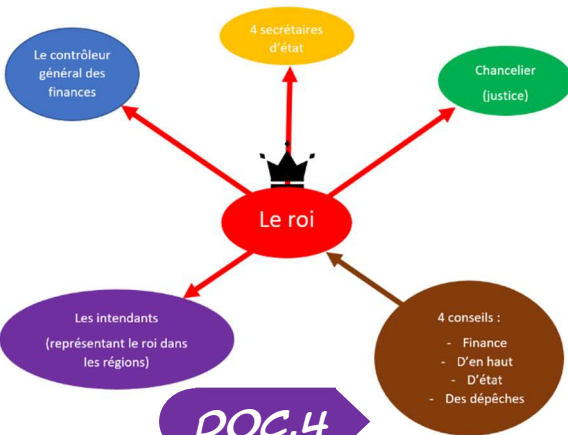 4 secrétaires
d'état
Le contrôleur
général des
finances
Chancelier
(justice)
Le roi
Les intendants
(représentant le roi dans
les régions)
4 conseils :
- Finance
- D'en haut
- D'état
- Des dépêches
DOC.4